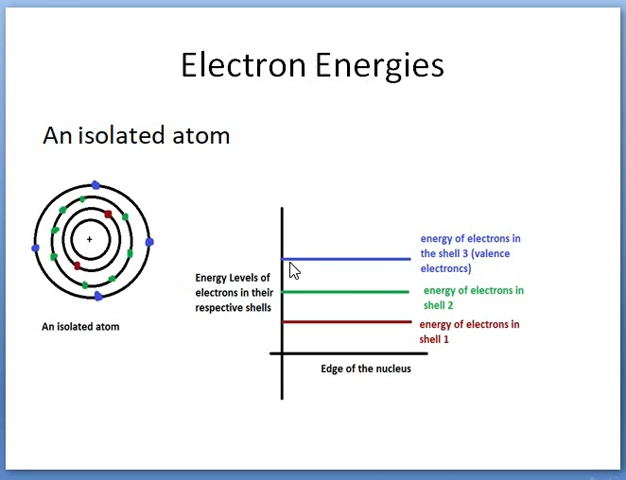 Electron Energies
An isolated atom
+
An isolated atom
Energy Levels of
electrons in their
respective shells
energy of electrons in
the shell 3 (valence
electroncs)
energy of electrons in
shell 2
energy of electrons in
shell 1
Edge of the nucleus